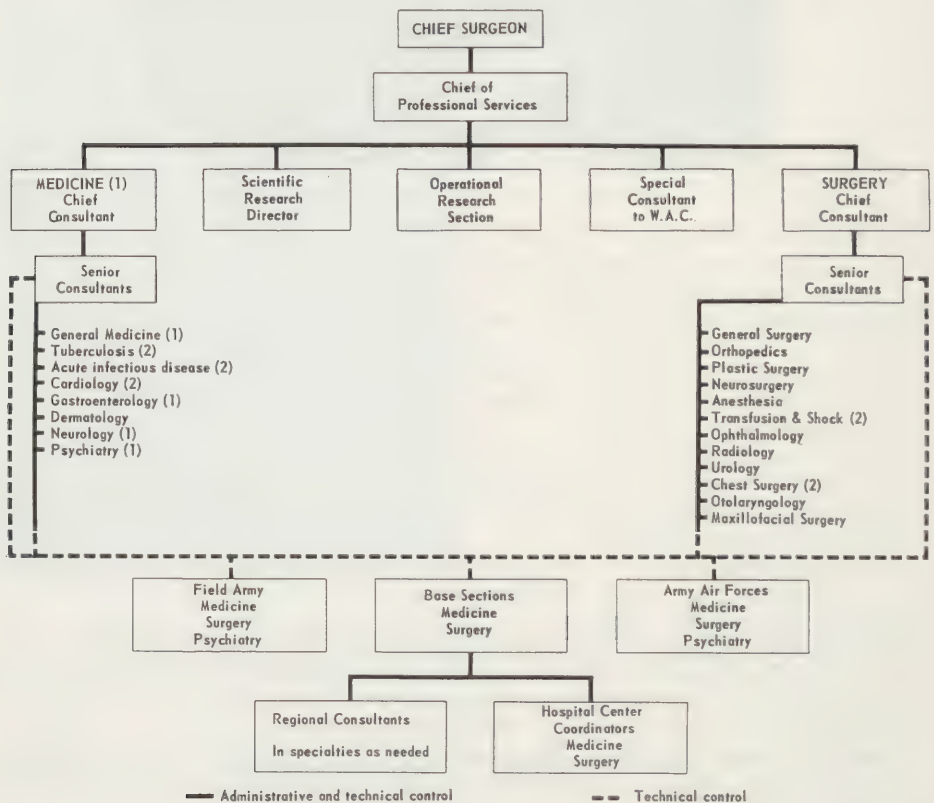 CHIEF SURGEON
Chief of
Professional Services
MEDICINE (1)
Chief
Consultant
Scientific
Research
Director
Operational
Research
Section
Special
Consultant
to W.A.C.
SURGERY
Chief
Consultant
Senior
Consultants
General Medicine (1)
Tuberculosis (2)
Acute infectious disease (2)
Cardiology (2)
Gastroenterology (1)
Dermatology
Neurology (1)
Psychiatry (1)
Senior
Consultants
General Surgery
Orthopedics
Plastic Surgery
Neurosurgery
Anesthesia
Transfusion & Shock (2)
Ophthalmology
Radiology
Urology
Chest Surgery (2)
Otolaryngology
Maxillofacial Surgery
Field Army
Medicine
Surgery
Psychiatry
Base Sections
Medicine
Surgery
Army Air Forces
Medicine
Surgery
Psychiatry
Regional Consultants
In specialties as needed
Hospital Center
Coordinators
Medicine
Surgery
Administrative and technical control
Technical control